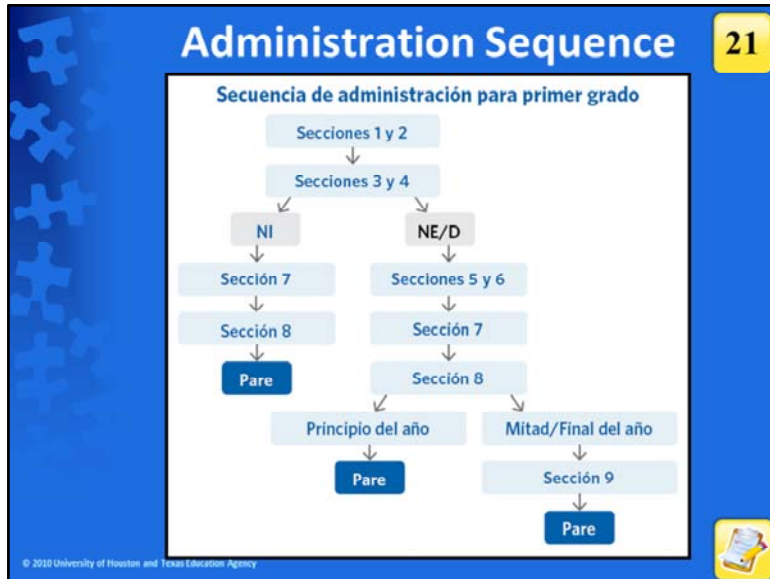 Administration Sequence
21
Secuencia de administración para primer grado
Secciones 1 y 2
Secciones 3 y 4
NI
NE/D
Sección 7
Secciones 5 y 6
Sección 8
Sección 7
Pare
Sección 8
Principio del año
Mitad/Final del año
Pare
Sección 9
Pare
© 2010 University of Houston and Texas Education Agency